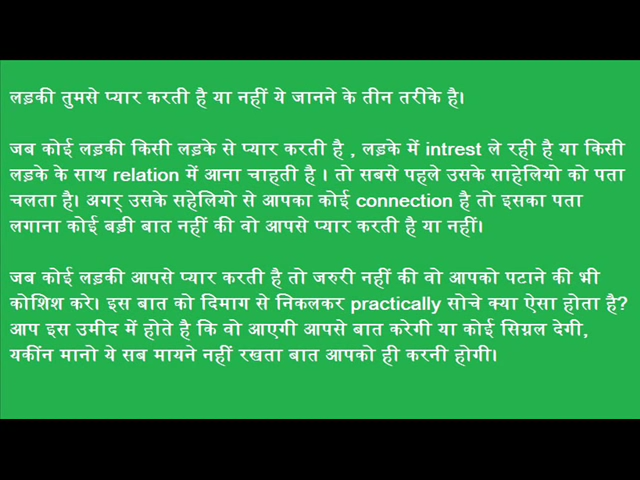 लड़की तुमसे प्यार करती है या नहीं ये जानने के तीन तरीके है।
जब कोई लड़की किसी लड़के से प्यार करती है , लड़के में intrest ले रही है या किसी
लड़के के साथ relation में आना चाहती है । तो सबसे पहले उसके साहेलियो को पता
चलता है। अगर् उसके सहेलियो से आपका कोई connection है तो इसका पता
लगाना कोई बड़ी बात नहीं की वो आपसे प्यार करती है या नहीं।
जब कोई लड़की आपसे प्यार करती है तो जरुरी नहीं की वो आपको पटाने की भी
कोशिश करे। इस बात को दिमाग से निकलकर practically सोचे क्या ऐसा होता है?
आप इस उमीद में होते है कि वो आएगी आपसे बात करेगी या कोई सिग्नल देगी,
यकींन मानो ये सब मायने नहीं रखता बात आपको ही करनी होगी।